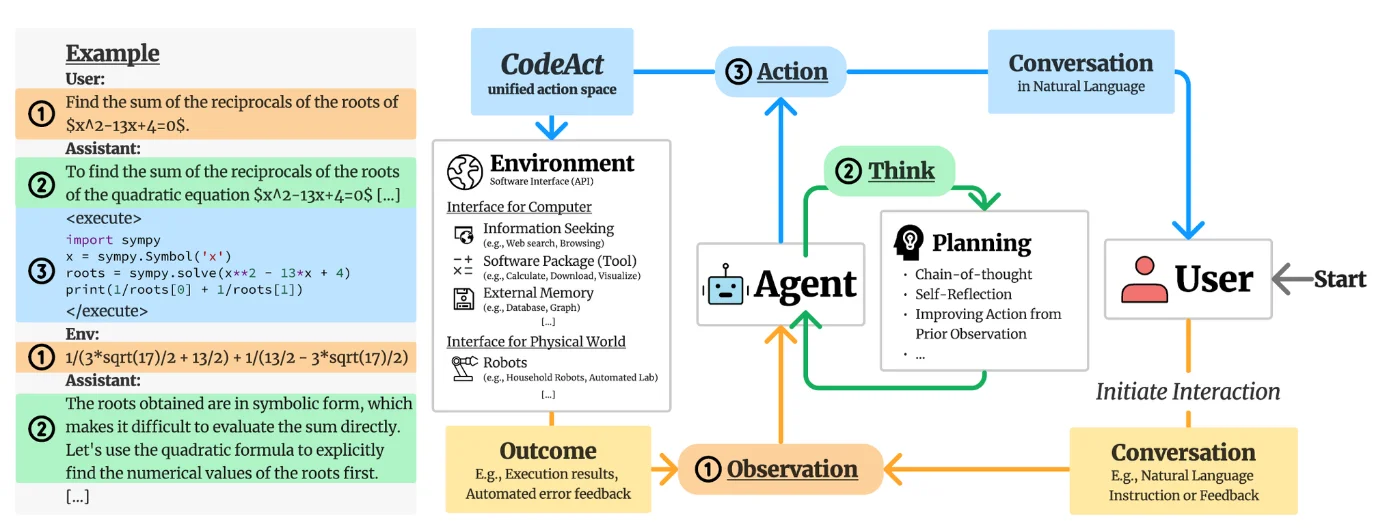 Example
User:
① Find the sum of the reciprocals of the roots of
$x^2-13x+4=0$.
Assistant:
② To find the sum of the reciprocals of the roots
of the quadratic equation $x^2-13x+4=0$ [...]
<execute>
import sympy
x = sympy.Symbol('x')
③ roots = sympy.solve(x**2 - 13*x + 4)
print(1/roots[0] + 1/roots[1])
</execute>
Env:
① 1/(3*sqrt(17)/2 + 13/2) + 1/(13/2 - 3*sqrt(17)/2)
Assistant:
The roots obtained are in symbolic form, which
② makes it difficult to evaluate the sum directly.
Let's use the quadratic formula to explicitly
find the numerical values of the roots first.
[...]
CodeAct
unified action space
③ Action
Conversation
in Natural Language
Environment
Software Interface (API)
Interface for Computer
Information Seeking
(e.g., Web search, Browsing)
Software Package (Tool)
(e.g., Calculate, Download, Visualize)
External Memory
(e.g., Database, Graph)
[...]
Interface for Physical World
Robots
(e.g., Household Robots, Automated Lab)
[...]
② Think
Agent
Planning
• Chain-of-thought
• Self-Reflection
• Improving Action from
Prior Observation
• ...
User
Start
Initiate Interaction
Outcome
E.g., Execution results,
Automated error feedback
① Observation
Conversation
E.g., Natural Language
Instruction or Feedback